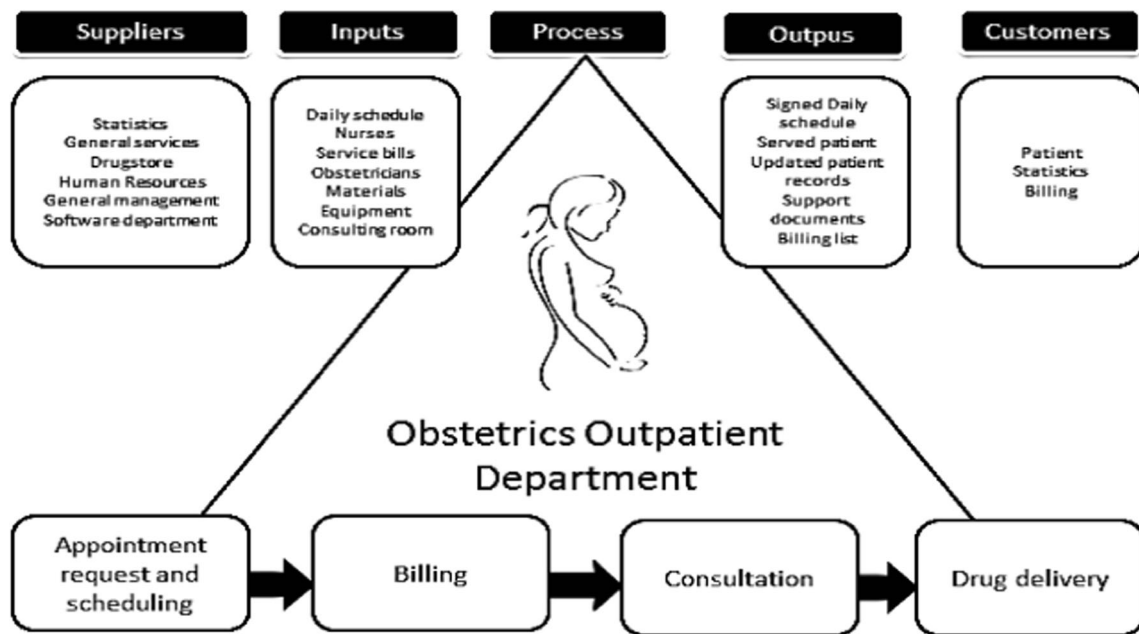 Suppliers
Inputs
Process
Outpus
Customers
Statistics
General services
Drugstore
Human Resources
General management
Software department
Daily schedule
Nurses
Service bills
Obstetricians
Materials
Equipment
Consulting room
Signed Daily
schedule
Served patient
Updated patient
records
Support
documents
Billing list
Patient
Statistics
Billing
Obstetrics Outpatient
Department
Appointment
request and
scheduling
Billing
Consultation
Drug delivery